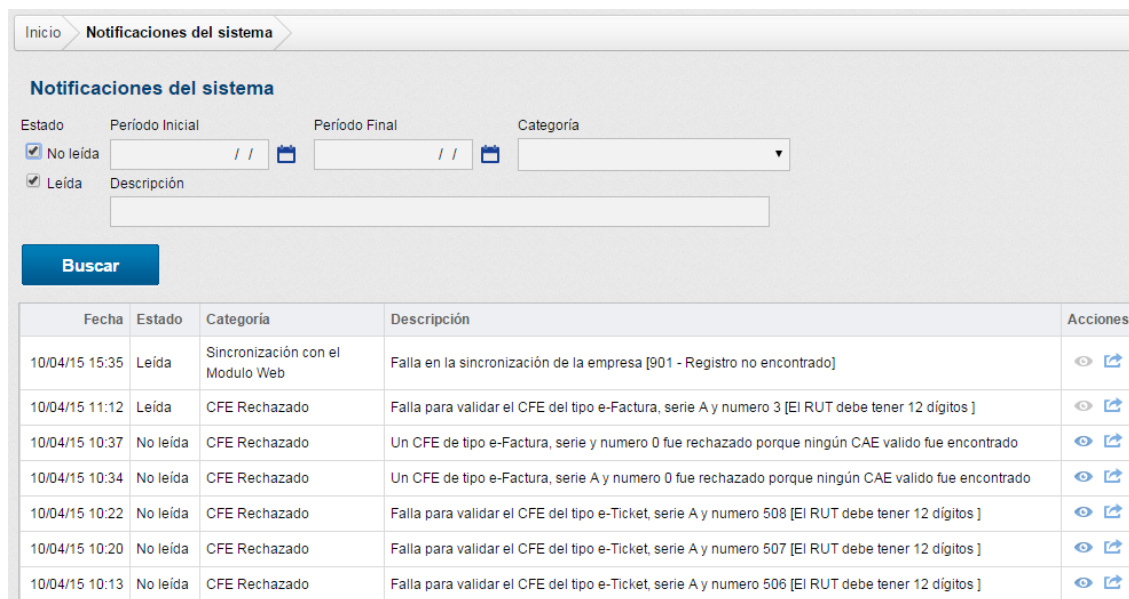 Inicio Notificaciones del sistema
Notificaciones del sistema
Estado Período Inicial Período Final Categoría
No leída / / / /
Leída Descripción
Buscar
Fecha Estado Categoría Descripción Acciones
10/04/15 15:35 Leída Sincronización con el Modulo Web Falla en la sincronización de la empresa [901 - Registro no encontrado]
10/04/15 11:12 Leída CFE Rechazado Falla para validar el CFE del tipo e-Factura, serie A y numero 3 [El RUT debe tener 12 dígitos ]
10/04/15 10:37 No leída CFE Rechazado Un CFE de tipo e-Factura, serie y numero 0 fue rechazado porque ningún CAE valido fue encontrado
10/04/15 10:34 No leída CFE Rechazado Un CFE de tipo e-Factura, serie A y numero 0 fue rechazado porque ningún CAE valido fue encontrado
10/04/15 10:22 No leída CFE Rechazado Falla para validar el CFE del tipo e-Ticket, serie A y numero 508 [El RUT debe tener 12 dígitos ]
10/04/15 10:20 No leída CFE Rechazado Falla para validar el CFE del tipo e-Ticket, serie A y numero 507 [El RUT debe tener 12 dígitos ]
10/04/15 10:13 No leída CFE Rechazado Falla para validar el CFE del tipo e-Ticket, serie A y numero 506 [El RUT debe tener 12 dígitos ]